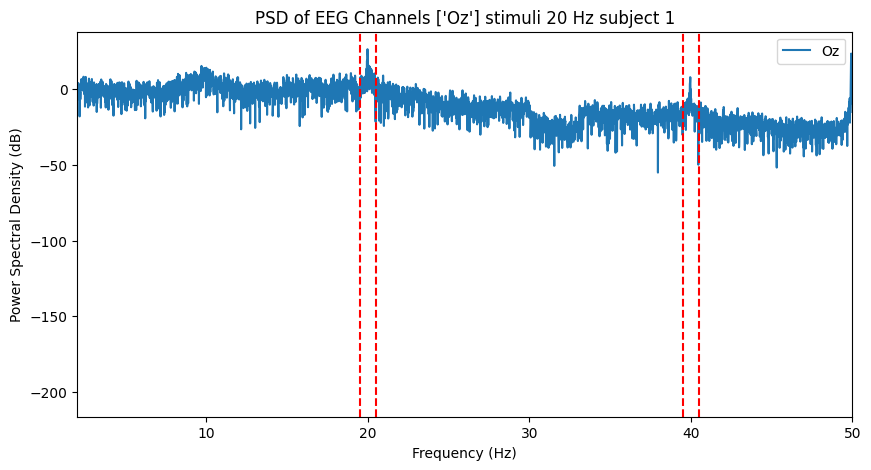 PSD of EEG Channels ['Oz'] stimuli 20 Hz subject 1
Oz
Power Spectral Density (dB)
0
−50
−100
−150
−200
10
20
30
40
50
Frequency (Hz)